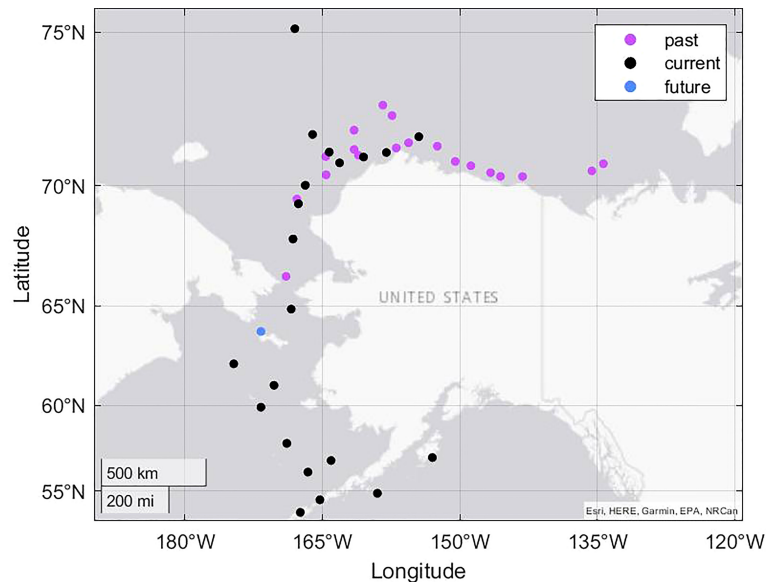 75°N
past
current
future
70°N
Latitude
UNITED STATES
65°N
60°N
500 km
55°N
200 mi
Esri, HERE, Garmin, EPA, NRCan
180°W
165°W
150°W
135°W
120°W
Longitude